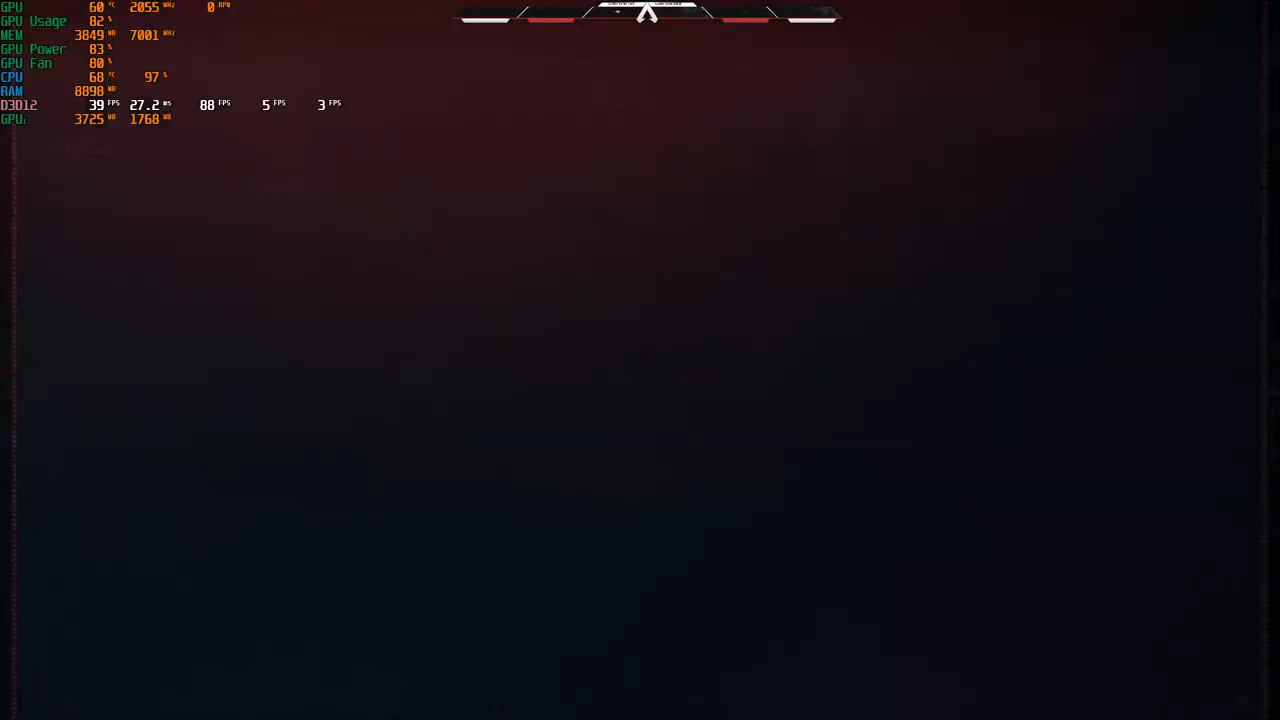 GPU 60 °C 2055 MHz 0 RPM
GPU Usage 82 %
MEM 3849 MB 7001 MHz
GPU Power 83 %
GPU Fan 80 %
CPU 68 °C 97 %
RAM 8898 MB
D3D12 39 FPS 27.2 ms 88 FPS 5 FPS 3 FPS
GPU 3725 MB 1768 MB